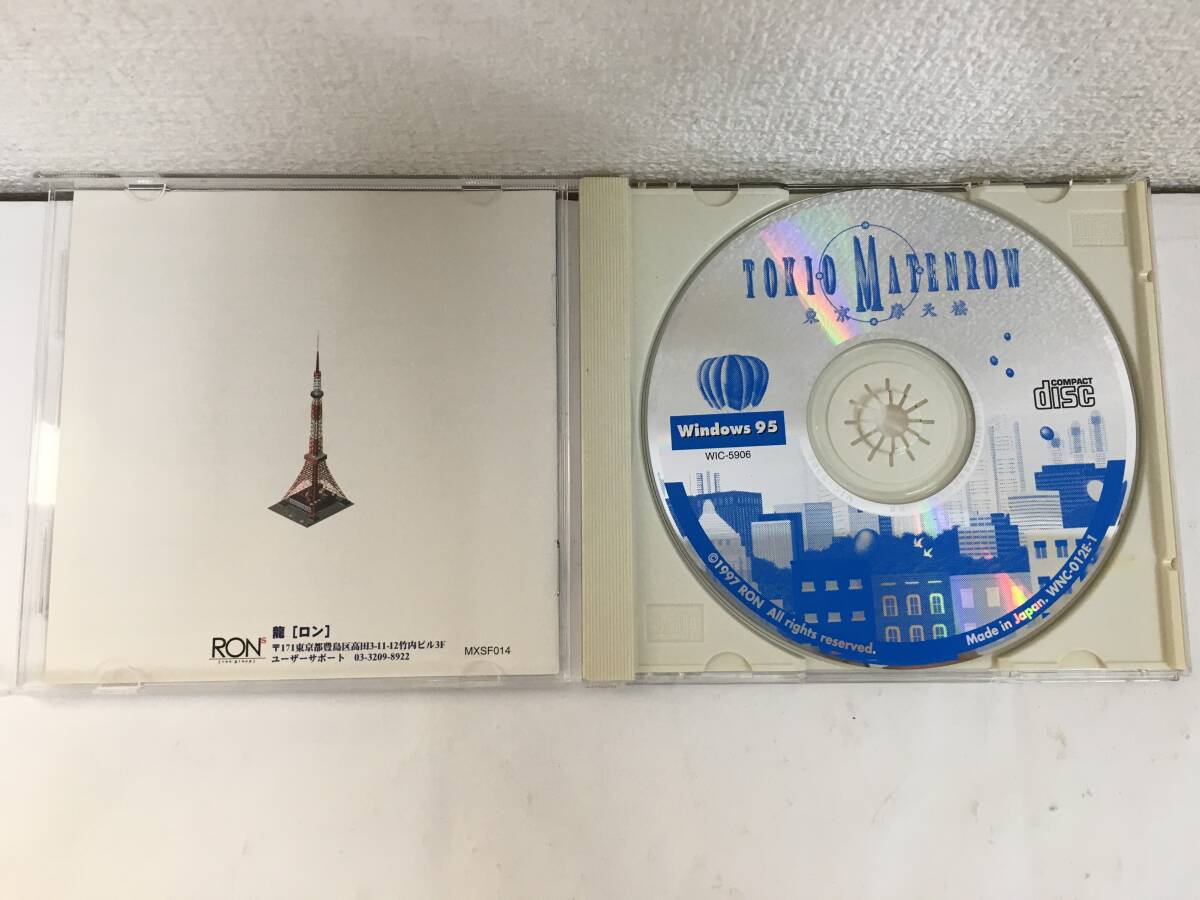 RONs
[ron group]
龍［ロン］
〒171東京都豊島区高田3-11-12竹内ビル3F
ユーザーサポート 03-3209-8922
MXSF014
TOKIO MATENROW
東京摩天楼
COMPACT
disc
Windows 95
WIC-5906
©1997 RON All rights reserved.
Made in Japan. WNC-012E-1